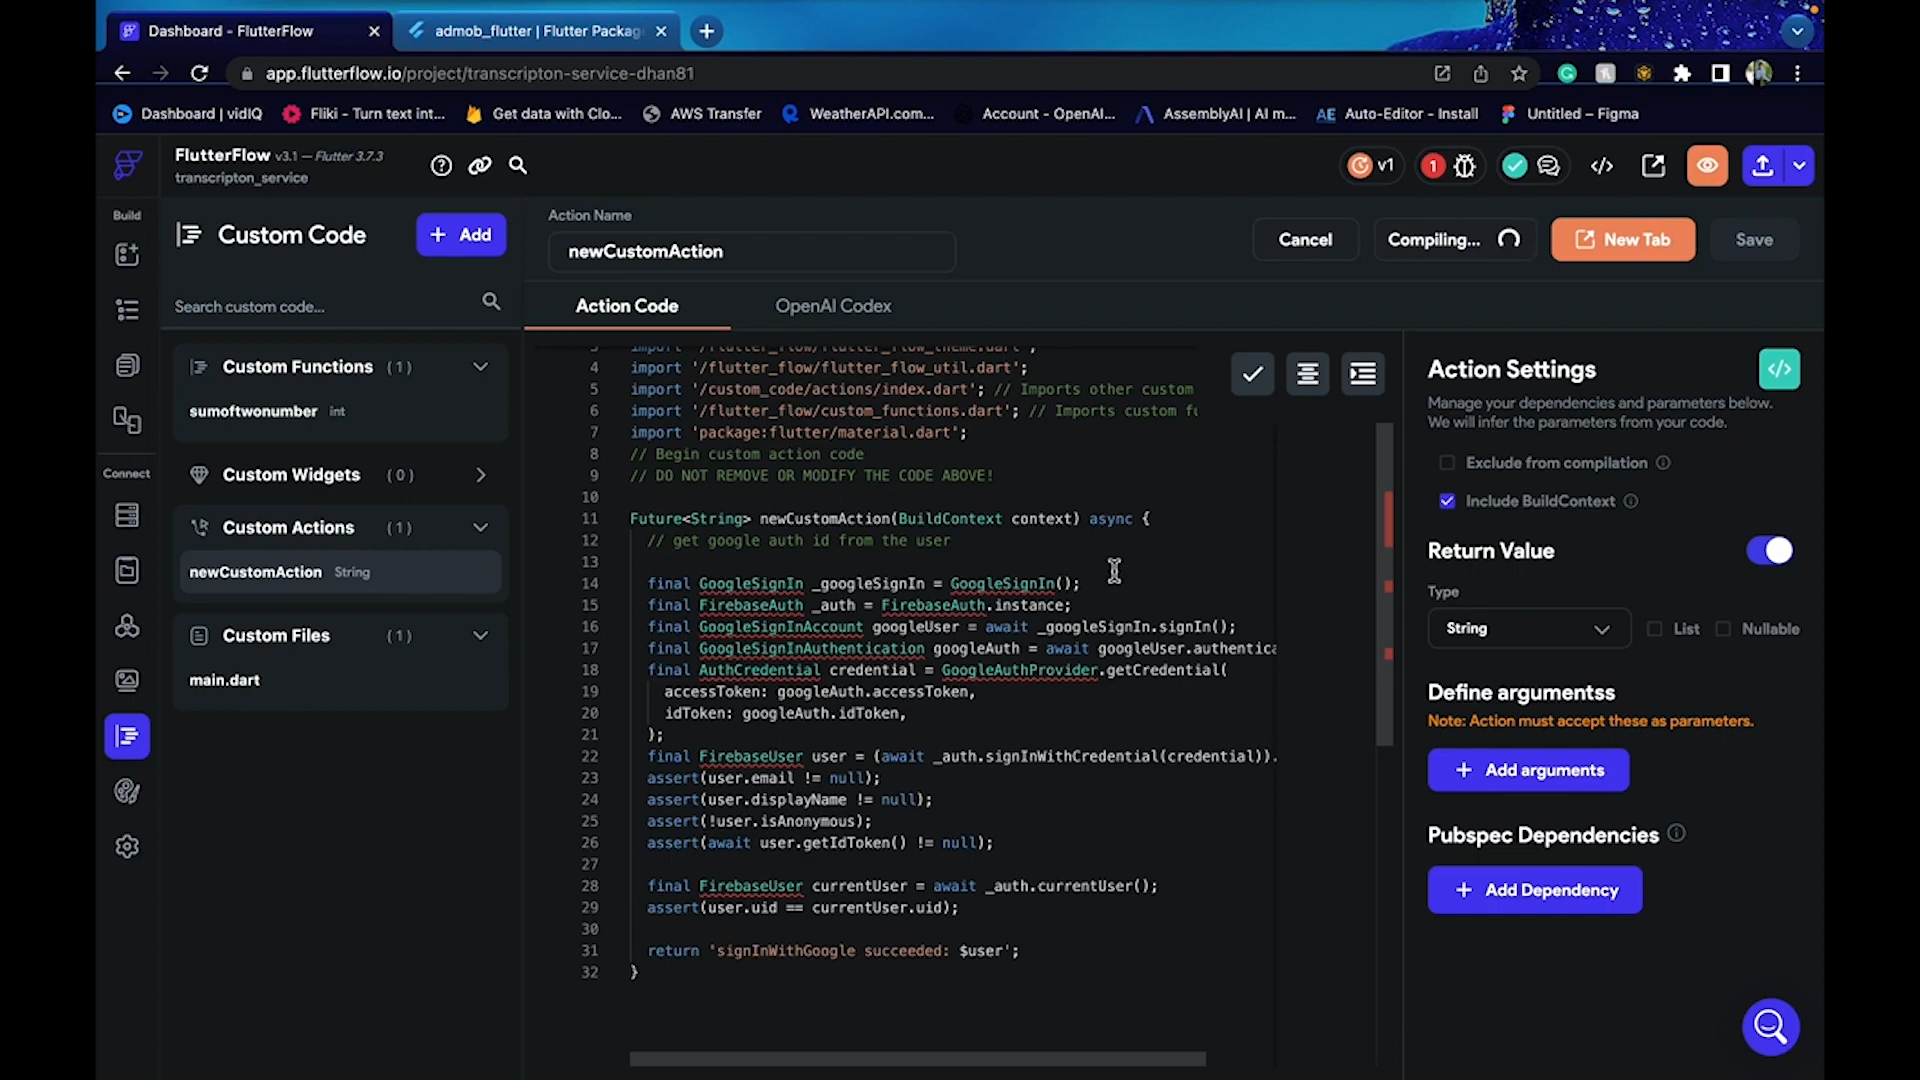 Dashboard - FlutterFlow
admob_flutter | Flutter Packag
app.flutterflow.io/project/transcripton-service-dhan81
Dashboard | vidIQ
Fliki - Turn text int...
Get data with Clo...
AWS Transfer
WeatherAPI.com...
Account - OpenAI...
AssemblyAI | AI m...
AE Auto-Editor - Install
Untitled – Figma
FlutterFlow v3.1 — Flutter 3.7.3
transcripton_service
v1
1
Build
Connect
Custom Code
+ Add
Search custom code...
Custom Functions (1)
sumoftwonumber int
Custom Widgets (0)
Custom Actions (1)
newCustomAction String
Custom Files (1)
main.dart
Action Name
newCustomAction
Cancel
Compiling...
New Tab
Save
Action Code
OpenAI Codex
3 import '/flutter_flow/flutter_flow_theme.dart';
4 import '/flutter_flow/flutter_flow_util.dart';
5 import '/custom_code/actions/index.dart'; // Imports other custom
6 import '/flutter_flow/custom_functions.dart'; // Imports custom fu
7 import 'package:flutter/material.dart';
8 // Begin custom action code
9 // DO NOT REMOVE OR MODIFY THE CODE ABOVE!
10
11 Future<String> newCustomAction(BuildContext context) async {
12 // get google auth id from the user
13
14 final GoogleSignIn _googleSignIn = GoogleSignIn();
15 final FirebaseAuth _auth = FirebaseAuth.instance;
16 final GoogleSignInAccount googleUser = await _googleSignIn.signIn();
17 final GoogleSignInAuthentication googleAuth = await googleUser.authentica
18 final AuthCredential credential = GoogleAuthProvider.getCredential(
19 accessToken: googleAuth.accessToken,
20 idToken: googleAuth.idToken,
21 );
22 final FirebaseUser user = (await _auth.signInWithCredential(credential)).
23 assert(user.email != null);
24 assert(user.displayName != null);
25 assert(!user.isAnonymous);
26 assert(await user.getIdToken() != null);
27
28 final FirebaseUser currentUser = await _auth.currentUser();
29 assert(user.uid == currentUser.uid);
30
31 return 'signInWithGoogle succeeded: $user';
32 }
Action Settings
Manage your dependencies and parameters below.
We will infer the parameters from your code.
Exclude from compilation
Include BuildContext
Return Value
Type
String
List
Nullable
Define argumentss
Note: Action must accept these as parameters.
+ Add arguments
Pubspec Dependencies
+ Add Dependency